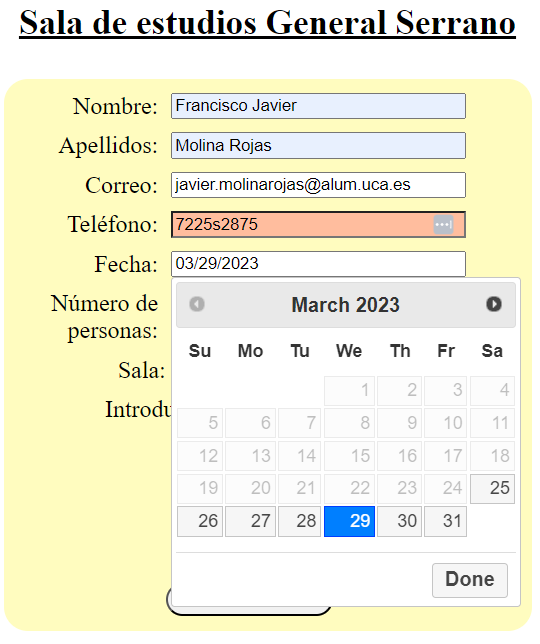 Sala de estudios General Serrano
Nombre: Francisco Javier
Apellidos: Molina Rojas
Correo: javier.molinarojas@alum.uca.es
Teléfono: 7225s2875
Fecha: 03/29/2023
Número de
personas:
Sala:
Introdu
March 2023
Su Mo Tu We Th Fr Sa
1 2 3 4
5 6 7 8 9 10 11
12 13 14 15 16 17 18
19 20 21 22 23 24 25
26 27 28 29 30 31
Done